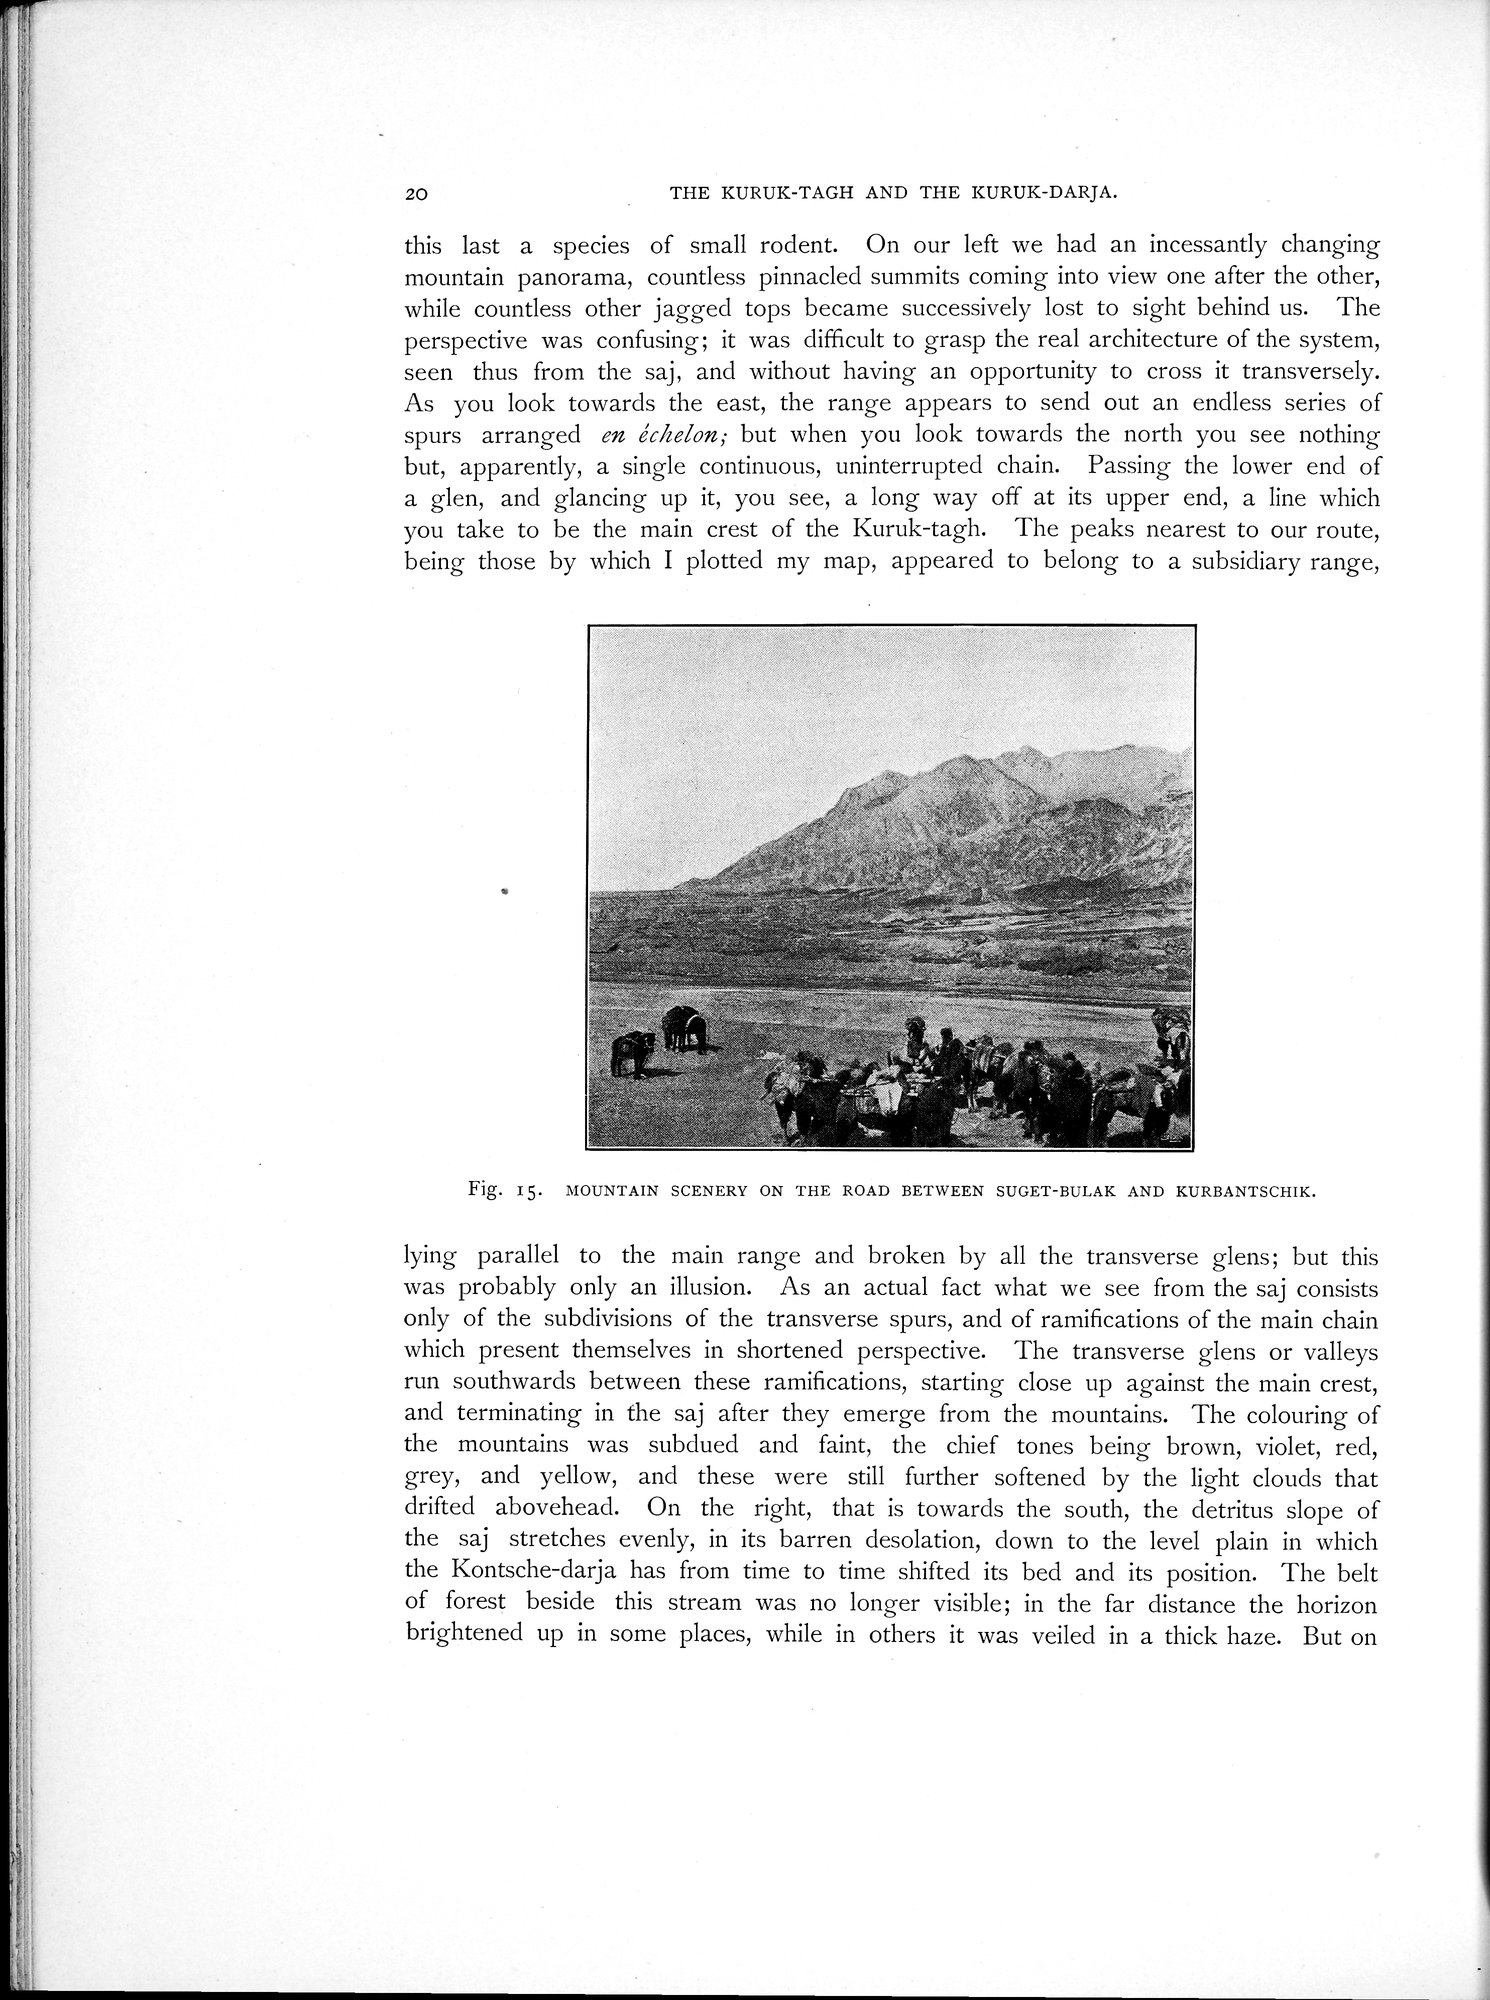 20 THE KURUK-TAGH AND THE KURUK-DARJA.
this last a species of small rodent. On our left we had an incessantly changing
mountain panorama, countless pinnacled summits coming into view one after the other,
while countless other jagged tops became successively lost to sight behind us. The
perspective was confusing; it was difficult to grasp the real architecture of the system,
seen thus from the saj, and without having an opportunity to cross it transversely.
As you look towards the east, the range appears to send out an endless series of
spurs arranged en échelon; but when you look towards the north you see nothing
but, apparently, a single continuous, uninterrupted chain. Passing the lower end of
a glen, and glancing up it, you see, a long way off at its upper end, a line which
you take to be the main crest of the Kuruk-tagh. The peaks nearest to our route,
being those by which I plotted my map, appeared to belong to a subsidiary range,
Fig. 15. MOUNTAIN SCENERY ON THE ROAD BETWEEN SUGET-BULAK AND KURBANTSCHIK.
lying parallel to the main range and broken by all the transverse glens; but this
was probably only an illusion. As an actual fact what we see from the saj consists
only of the subdivisions of the transverse spurs, and of ramifications of the main chain
which present themselves in shortened perspective. The transverse glens or valleys
run southwards between these ramifications, starting close up against the main crest,
and terminating in the saj after they emerge from the mountains. The colouring of
the mountains was subdued and faint, the chief tones being brown, violet, red,
grey, and yellow, and these were still further softened by the light clouds that
drifted abovehead. On the right, that is towards the south, the detritus slope of
the saj stretches evenly, in its barren desolation, down to the level plain in which
the Kontsche-darja has from time to time shifted its bed and its position. The belt
of forest beside this stream was no longer visible; in the far distance the horizon
brightened up in some places, while in others it was veiled in a thick haze. But on